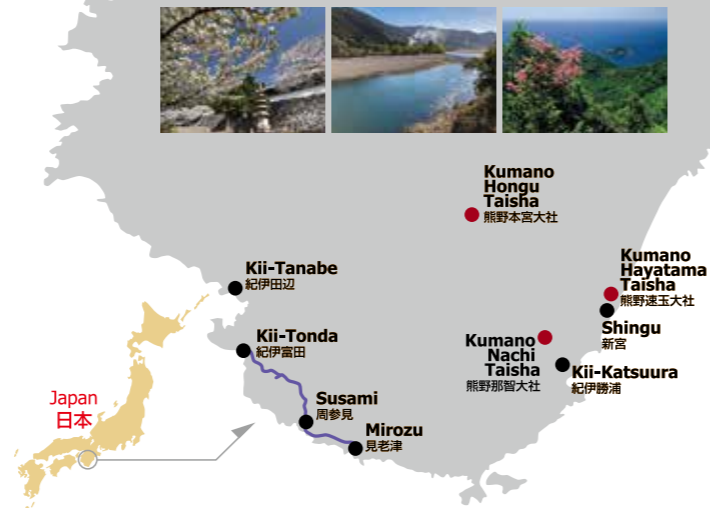 Kumano
Hongu
Taisha
熊野本宮大社
Kumano
Hayatama
Taisha
熊野速玉大社
Kii-Tanabe
紀伊田辺
Shingu
新宮
Kii-Tonda
紀伊富田
Kumano
Nachi
Taisha
熊野那智大社
Kii-Katsuura
紀伊勝浦
Japan
日本
Susami
周参見
Mirozu
見老津